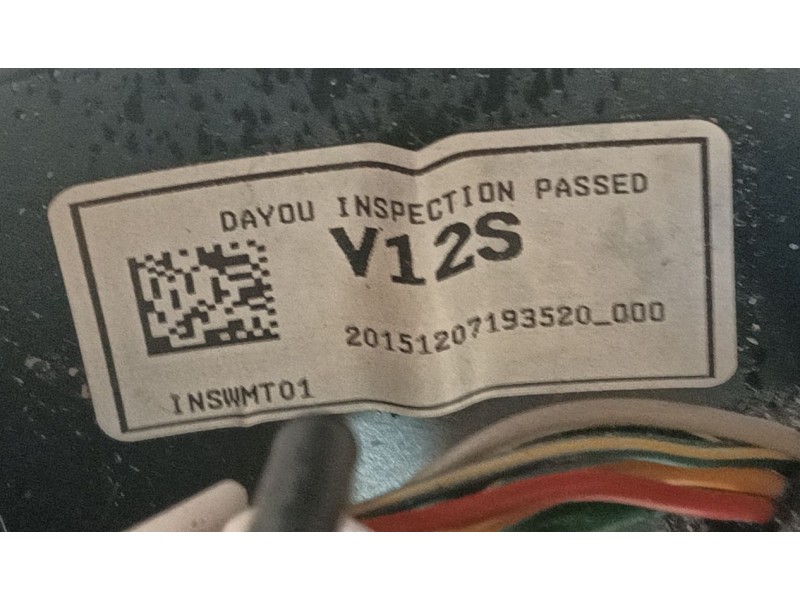 DAYOU INSPECTION PASSED
V12S
20151207193520_000
INSWMT01